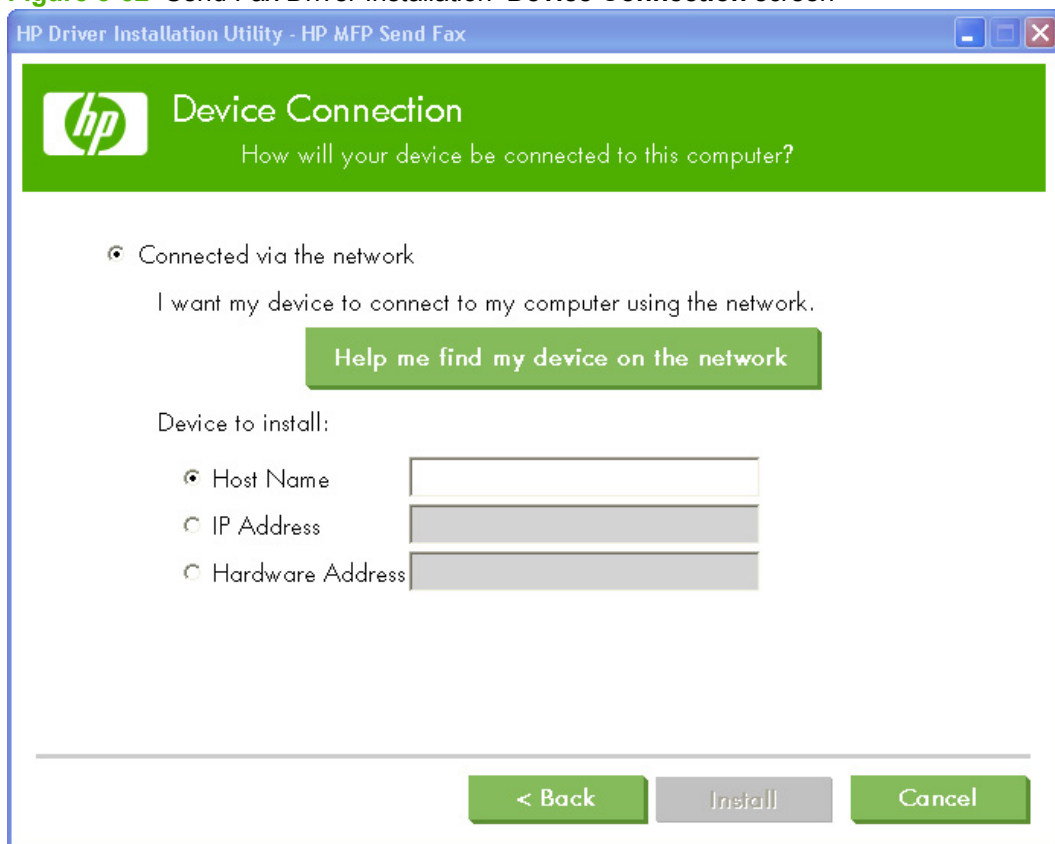 HP Driver Installation Utility - HP MFP Send Fax
hp
Device Connection
How will your device be connected to this computer?
Connected via the network
I want my device to connect to my computer using the network.
Help me find my device on the network
Device to install:
Host Name
IP Address
Hardware Address
< Back
Install
Cancel